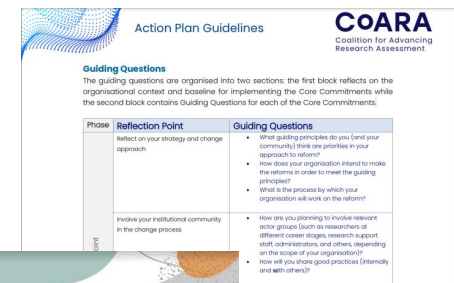 Action Plan Guidelines
CoARA
Coalition for Advancing
Research Assessment
Guiding Questions
The guiding questions are organised into two sections: the first block reflects on the
organisational context and baseline for implementing the Core Commitments while
the second block contains Guiding Questions for each of the Core Commitments.
Phase Reflection Point Guiding Questions
Reflect on your strategy and change
approach
• What guiding principles do you (and your
community) think are priorities in your
approach to reform?
• How does your organisation intend to make
the reforms in order to meet the guiding
principles?
• What is the process by which your
organisation will work on the reform?
Involve your institutional community
in the change process
• How are you planning to involve relevant
actor groups (such as researchers at
different career stages, research support
staff, administrators, and others, depending
on the scope of your organisation)?
• How will you share good practices (internally
and with others)?
oint